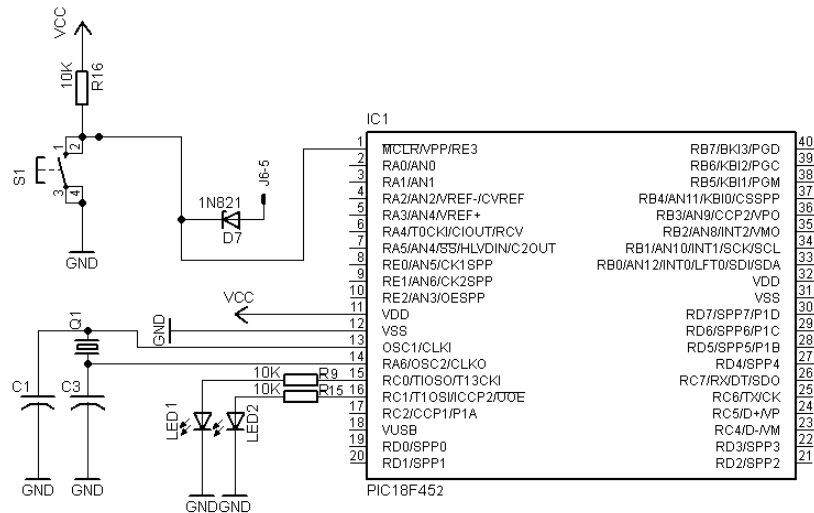 VCC
10K
R16
S1
1
2
3
4
GND
1N821
D7
J6-5
VCC
GND
Q1
C1
C3
GND
GND
10K
R9
10K
R15
LED1
LED2
GND
GND
IC1
1 MCLR/VPP/RE3
2 RA0/AN0
3 RA1/AN1
4 RA2/AN2/VREF-/CVREF
5 RA3/AN4/VREF+
6 RA4/T0CKI/CIOUT/RCV
7 RA5/AN4/SS/HLVDIN/C2OUT
8 RE0/AN5/CK1SPP
9 RE1/AN6/CK2SPP
10 RE2/AN3/OESPP
11 VDD
12 VSS
13 OSC1/CLKI
14 RA6/OSC2/CLKO
15 RC0/TIOSO/T13CKI
16 RC1/T1OSI/ICCP2/UOE
17 RC2/CCP1/P1A
18 VUSB
19 RD0/SPP0
20 RD1/SPP1
RB7/BKI3/PGD 40
RB6/KBI2/PGC 39
RB5/KBI1/PGM 38
RB4/AN11/KBI0/CSSPP 37
RB3/AN9/CCP2/VPO 36
RB2/AN8/INT2/VMO 35
RB1/AN10/INT1/SCK/SCL 34
RB0/AN12/INT0/LFT0/SDI/SDA 33
VDD 32
VSS 31
RD7/SPP7/P1D 30
RD6/SPP6/P1C 29
RD5/SPP5/P1B 28
RD4/SPP4 27
RC7/RX/DT/SDO 26
RC6/TX/CK 25
RC5/D+/VP 24
RC4/D-/VM 23
RD3/SPP3 22
RD2/SPP2 21
PIC18F452